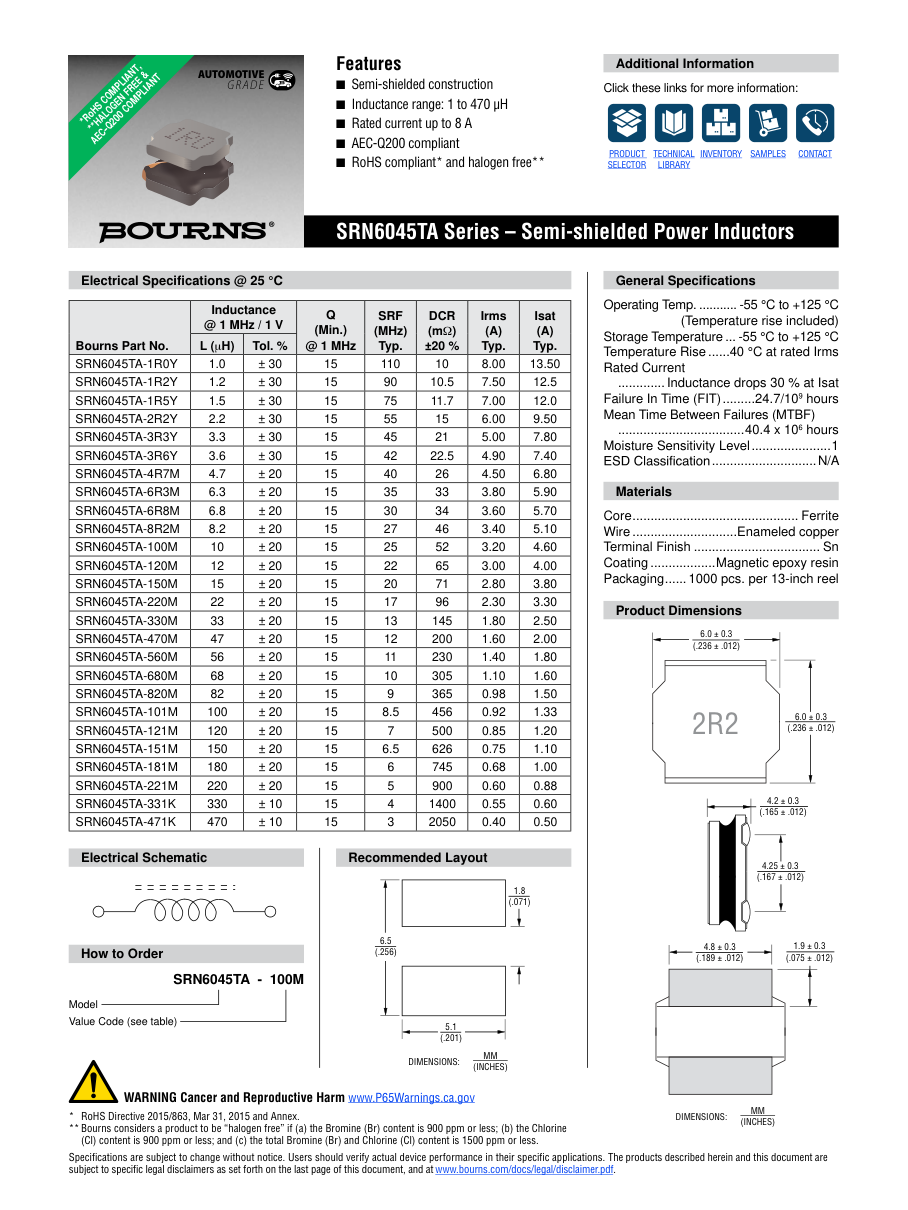 *RoHS COMPLIANT,
**HALOGEN FREE &
AEC-Q200 COMPLIANT
AUTOMOTIVE
GRADE
1R0
BOURNS®
Features
■ Semi-shielded construction
■ Inductance range: 1 to 470 μH
■ Rated current up to 8 A
■ AEC-Q200 compliant
■ RoHS compliant* and halogen free**
Additional Information
Click these links for more information:
PRODUCT SELECTOR
TECHNICAL LIBRARY
INVENTORY
SAMPLES
CONTACT
SRN6045TA Series – Semi-shielded Power Inductors
Electrical Specifications @ 25 °C
Bourns Part No. | Inductance @ 1 MHz / 1 V | Q (Min.) @ 1 MHz | SRF (MHz) Typ. | DCR (mΩ) ±20 % | Irms (A) Typ. | Isat (A) Typ.
L (μH) | Tol. %
SRN6045TA-1R0Y 1.0 ± 30 15 110 10 8.00 13.50
SRN6045TA-1R2Y 1.2 ± 30 15 90 10.5 7.50 12.5
SRN6045TA-1R5Y 1.5 ± 30 15 75 11.7 7.00 12.0
SRN6045TA-2R2Y 2.2 ± 30 15 55 15 6.00 9.50
SRN6045TA-3R3Y 3.3 ± 30 15 45 21 5.00 7.80
SRN6045TA-3R6Y 3.6 ± 30 15 42 22.5 4.90 7.40
SRN6045TA-4R7M 4.7 ± 20 15 40 26 4.50 6.80
SRN6045TA-6R3M 6.3 ± 20 15 35 33 3.80 5.90
SRN6045TA-6R8M 6.8 ± 20 15 30 34 3.60 5.70
SRN6045TA-8R2M 8.2 ± 20 15 27 46 3.40 5.10
SRN6045TA-100M 10 ± 20 15 25 52 3.20 4.60
SRN6045TA-120M 12 ± 20 15 22 65 3.00 4.00
SRN6045TA-150M 15 ± 20 15 20 71 2.80 3.80
SRN6045TA-220M 22 ± 20 15 17 96 2.30 3.30
SRN6045TA-330M 33 ± 20 15 13 145 1.80 2.50
SRN6045TA-470M 47 ± 20 15 12 200 1.60 2.00
SRN6045TA-560M 56 ± 20 15 11 230 1.40 1.80
SRN6045TA-680M 68 ± 20 15 10 305 1.10 1.60
SRN6045TA-820M 82 ± 20 15 9 365 0.98 1.50
SRN6045TA-101M 100 ± 20 15 8.5 456 0.92 1.33
SRN6045TA-121M 120 ± 20 15 7 500 0.85 1.20
SRN6045TA-151M 150 ± 20 15 6.5 626 0.75 1.10
SRN6045TA-181M 180 ± 20 15 6 745 0.68 1.00
SRN6045TA-221M 220 ± 20 15 5 900 0.60 0.88
SRN6045TA-331K 330 ± 10 15 4 1400 0.55 0.60
SRN6045TA-471K 470 ± 10 15 3 2050 0.40 0.50
General Specifications
Operating Temp. ........... -55 °C to +125 °C
(Temperature rise included)
Storage Temperature ... -55 °C to +125 °C
Temperature Rise ......40 °C at rated Irms
Rated Current
............. Inductance drops 30 % at Isat
Failure In Time (FIT) .........24.7/10⁹ hours
Mean Time Between Failures (MTBF)
...................................40.4 x 10⁶ hours
Moisture Sensitivity Level ......................1
ESD Classification ............................. N/A
Materials
Core.............................................. Ferrite
Wire .............................Enameled copper
Terminal Finish ................................... Sn
Coating ..................Magnetic epoxy resin
Packaging...... 1000 pcs. per 13-inch reel
Product Dimensions
6.0 ± 0.3
(.236 ± .012)
2R2
6.0 ± 0.3
(.236 ± .012)
4.2 ± 0.3
(.165 ± .012)
4.25 ± 0.3
(.167 ± .012)
4.8 ± 0.3
(.189 ± .012)
1.9 ± 0.3
(.075 ± .012)
DIMENSIONS: MM
(INCHES)
Electrical Schematic
How to Order
SRN6045TA - 100M
Model
Value Code (see table)
Recommended Layout
1.8
(.071)
6.5
(.256)
5.1
(.201)
DIMENSIONS: MM
(INCHES)
WARNING Cancer and Reproductive Harm www.P65Warnings.ca.gov
* RoHS Directive 2015/863, Mar 31, 2015 and Annex.
** Bourns considers a product to be “halogen free” if (a) the Bromine (Br) content is 900 ppm or less; (b) the Chlorine
(Cl) content is 900 ppm or less; and (c) the total Bromine (Br) and Chlorine (Cl) content is 1500 ppm or less.
Specifications are subject to change without notice. Users should verify actual device performance in their specific applications. The products described herein and this document are
subject to specific legal disclaimers as set forth on the last page of this document, and at www.bourns.com/docs/legal/disclaimer.pdf.